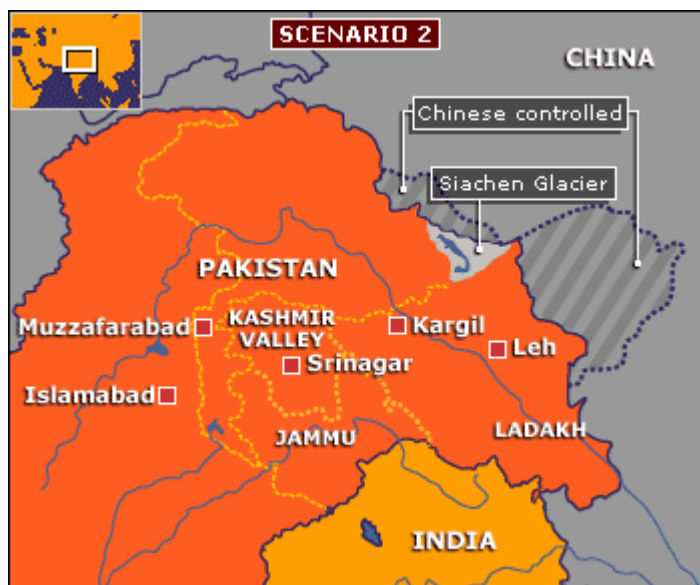 SCENARIO 2
CHINA
Chinese controlled
Siachen Glacier
PAKISTAN
Muzzafarabad
KASHMIR
VALLEY
Kargil
Srinagar
Leh
Islamabad
JAMMU
LADAKH
INDIA